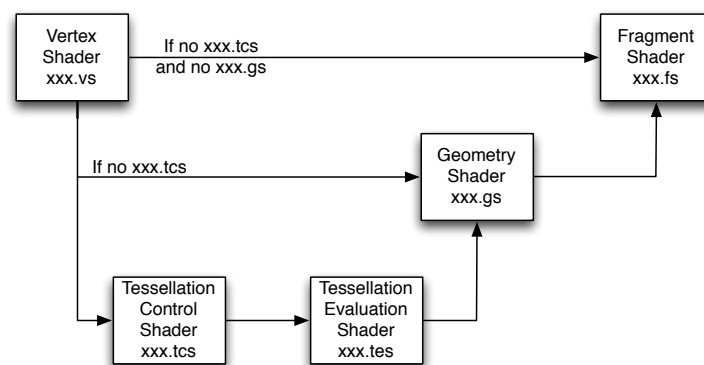 Vertex
Shader
xxx.vs
If no xxx.tcs
and no xxx.gs
Fragment
Shader
xxx.fs
If no xxx.tcs
Geometry
Shader
xxx.gs
Tessellation
Control
Shader
xxx.tcs
Tessellation
Evaluation
Shader
xxx.tes